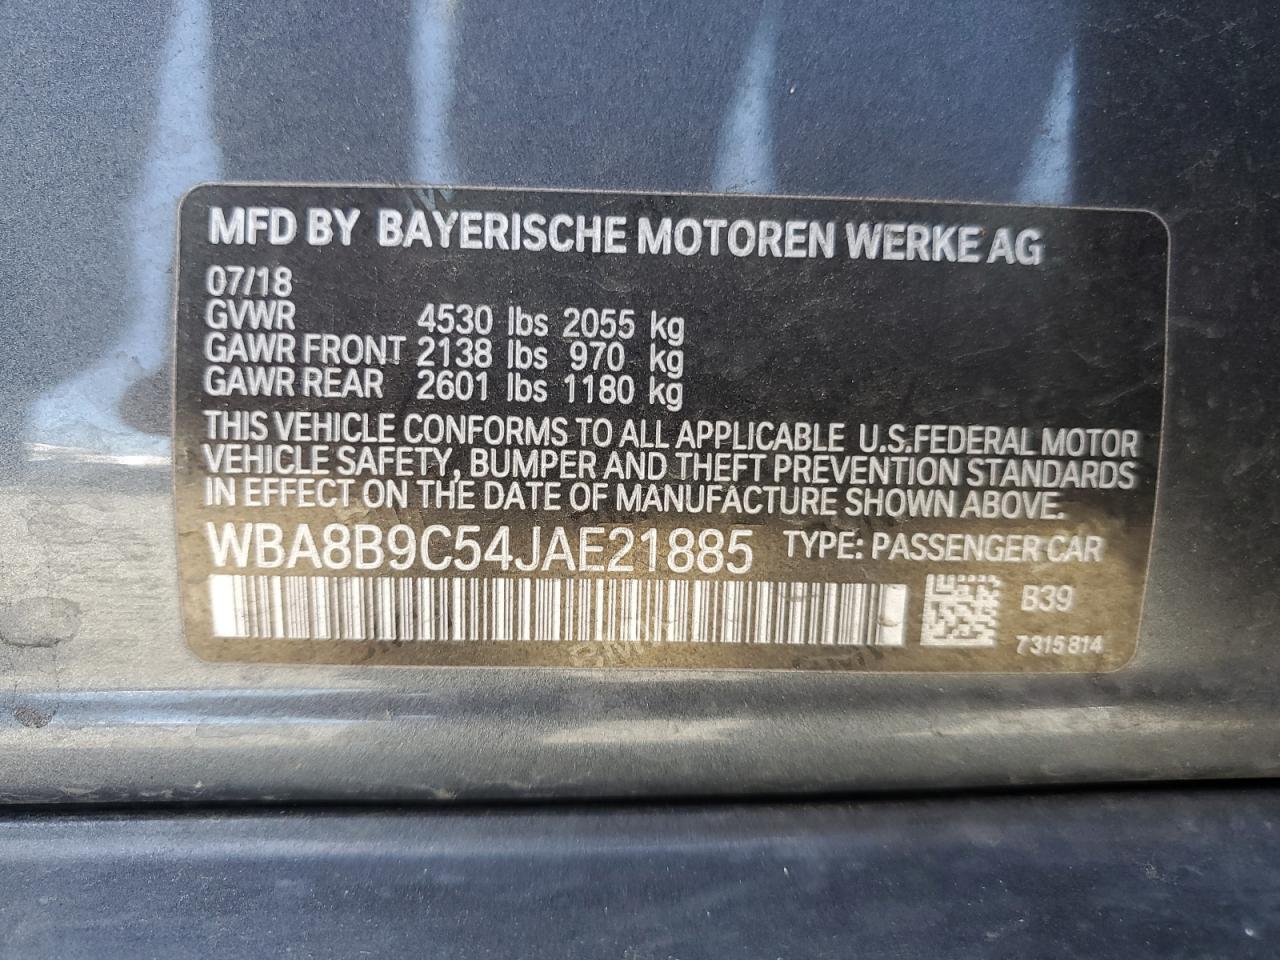 MFD BY BAYERISCHE MOTOREN WERKE AG
07/18
GVWR 4530 lbs 2055 kg
GAWR FRONT 2138 lbs 970 kg
GAWR REAR 2601 lbs 1180 kg
THIS VEHICLE CONFORMS TO ALL APPLICABLE U.S.FEDERAL MOTOR
VEHICLE SAFETY, BUMPER AND THEFT PREVENTION STANDARDS
IN EFFECT ON THE DATE OF MANUFACTURE SHOWN ABOVE.
WBA8B9C54JAE21885 TYPE: PASSENGER CAR
B39
7315814